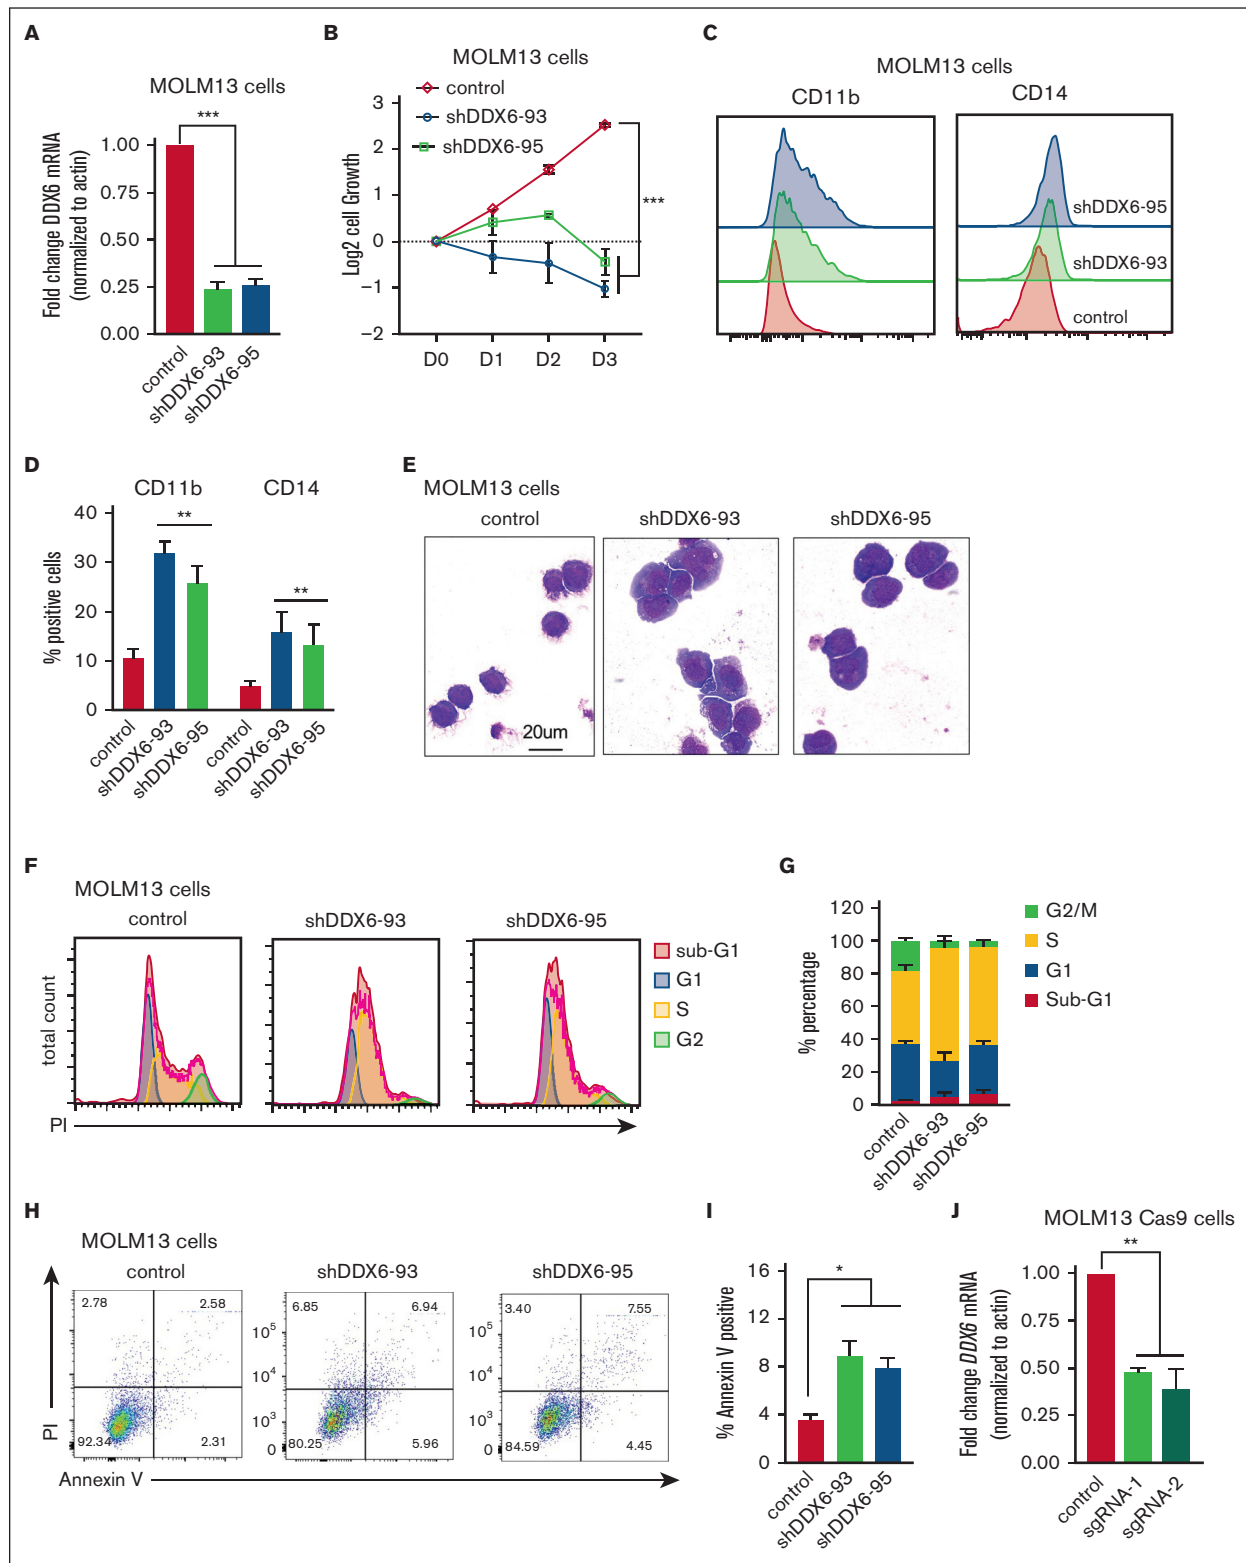 A
MOLM13 cells
***
Fold change DDX6 mRNA
(normalized to actin)
1.00
0.75
0.50
0.25
0.00
control
shDDX6-93
shDDX6-95
B
MOLM13 cells
control
shDDX6-93
shDDX6-95
Log2 cell Growth
3
2
1
0
−1
−2
***
D0 D1 D2 D3
C
MOLM13 cells
CD11b CD14
shDDX6-95
shDDX6-93
control
D
CD11b CD14
** **
% positive cells
40
30
20
10
0
control
shDDX6-93
shDDX6-95
control
shDDX6-93
shDDX6-95
E
MOLM13 cells
control shDDX6-93 shDDX6-95
20um
F
MOLM13 cells
control shDDX6-93 shDDX6-95
total count
PI
sub-G1
G1
S
G2
G
% percentage
120
100
80
60
40
20
0
control
shDDX6-93
shDDX6-95
G2/M
S
G1
Sub-G1
H
MOLM13 cells
control shDDX6-93 shDDX6-95
PI
2.78 2.58
92.34 2.31
10⁵
10⁴
10³
0
6.85 6.94
80.25 5.96
10⁵
10⁴
10³
0
3.40 7.55
84.59 4.45
Annexin V
I
*
% Annexin V positive
16
12
8
4
0
control
shDDX6-93
shDDX6-95
J
MOLM13 Cas9 cells
**
Fold change DDX6 mRNA
(normalized to actin)
1.00
0.75
0.50
0.25
0.00
control
sgRNA-1
sgRNA-2